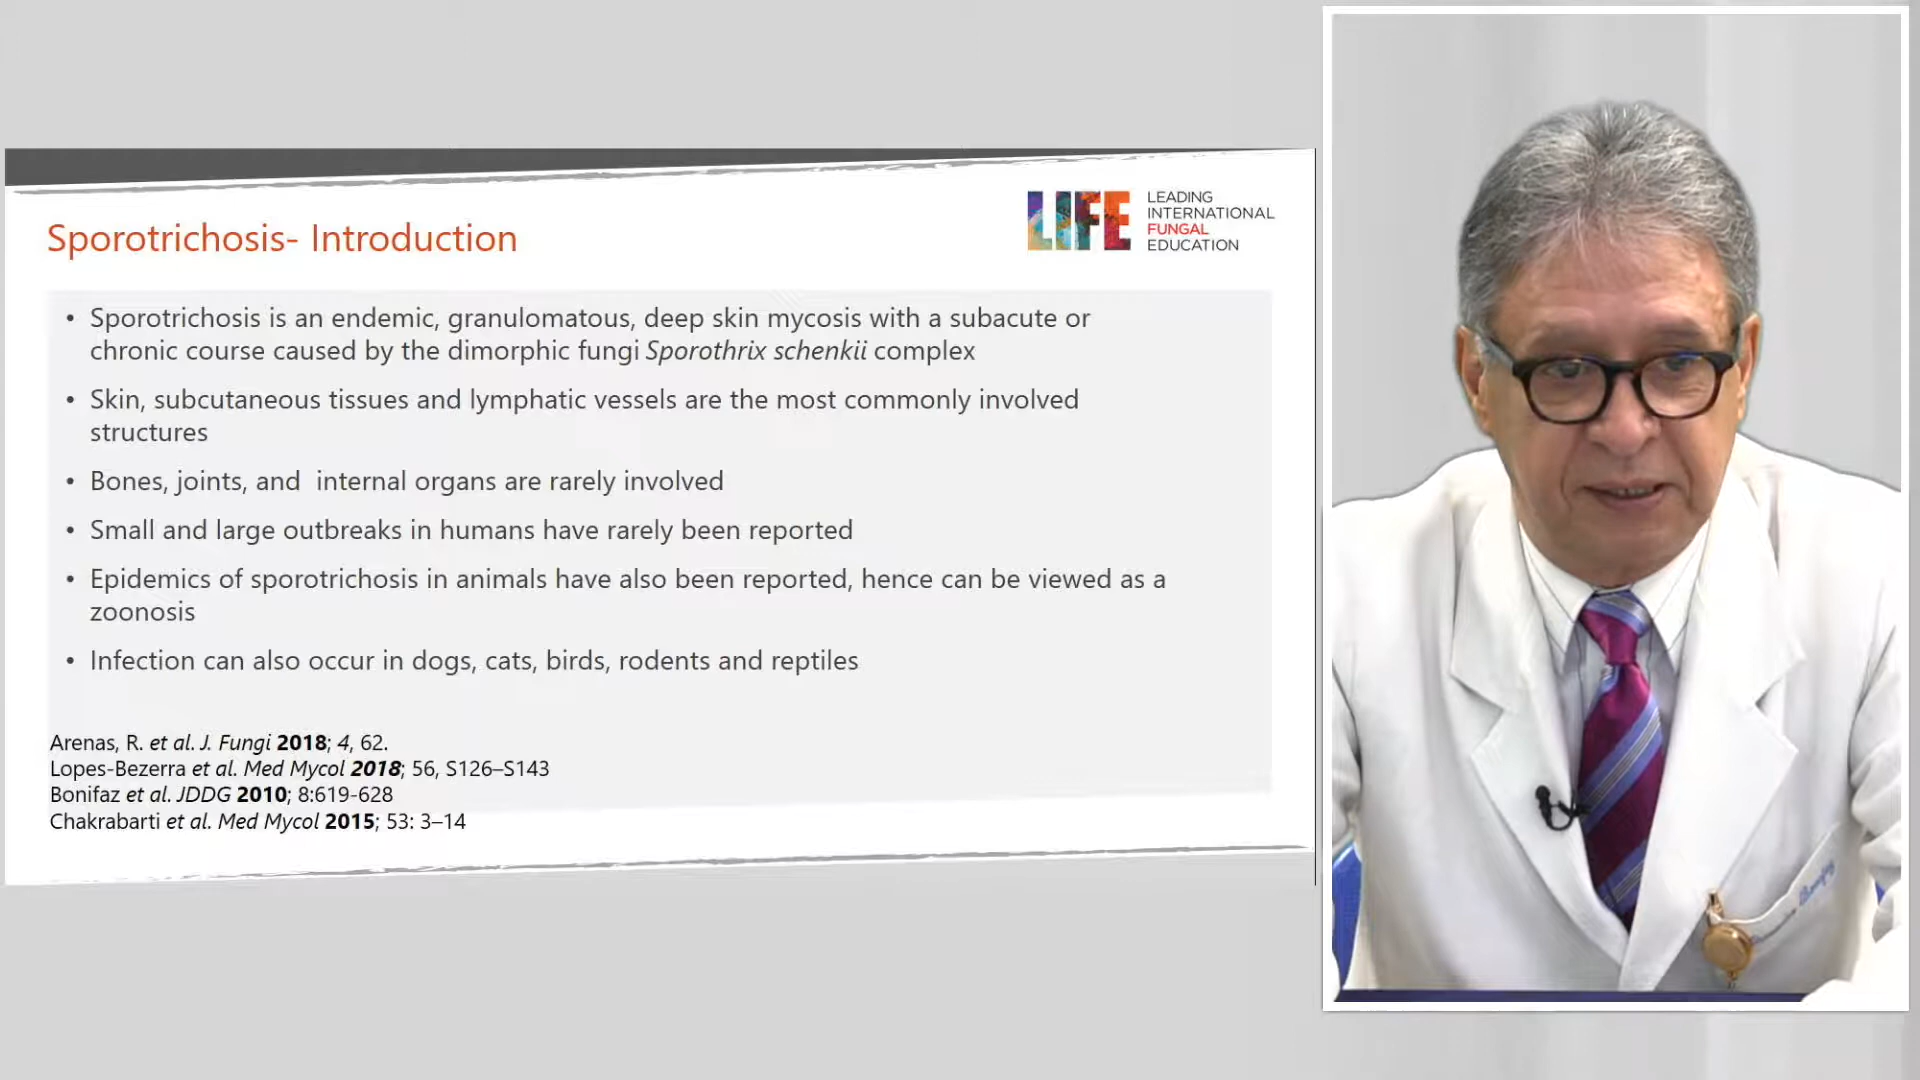 LIFE
LEADING
INTERNATIONAL
FUNGAL
EDUCATION
Sporotrichosis- Introduction
• Sporotrichosis is an endemic, granulomatous, deep skin mycosis with a subacute or
chronic course caused by the dimorphic fungi Sporothrix schenkii complex
• Skin, subcutaneous tissues and lymphatic vessels are the most commonly involved
structures
• Bones, joints, and  internal organs are rarely involved
• Small and large outbreaks in humans have rarely been reported
• Epidemics of sporotrichosis in animals have also been reported, hence can be viewed as a
zoonosis
• Infection can also occur in dogs, cats, birds, rodents and reptiles
Arenas, R. et al. J. Fungi 2018; 4, 62.
Lopes-Bezerra et al. Med Mycol 2018; 56, S126–S143
Bonifaz et al. JDDG 2010; 8:619-628
Chakrabarti et al. Med Mycol 2015; 53: 3–14